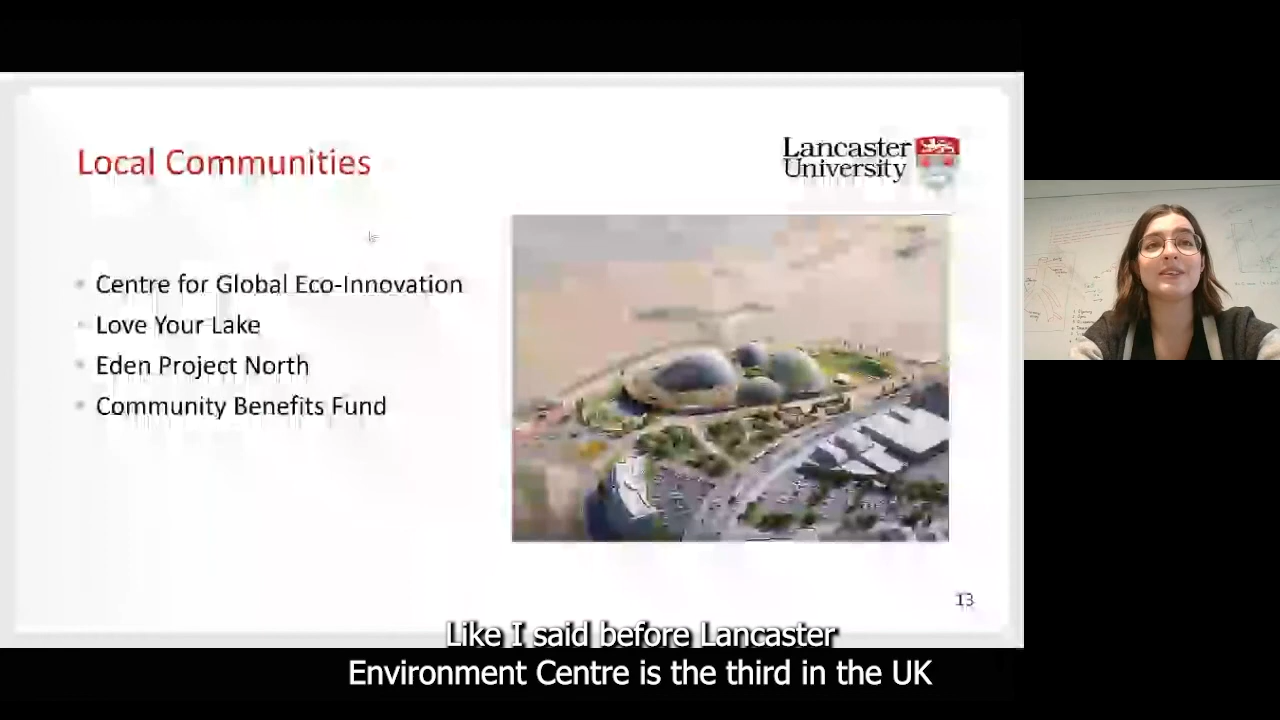 Local Communities
Lancaster
University
Centre for Global Eco-Innovation
Love Your Lake
Eden Project North
Community Benefits Fund
13
Like I said before Lancaster
Environment Centre is the third in the UK